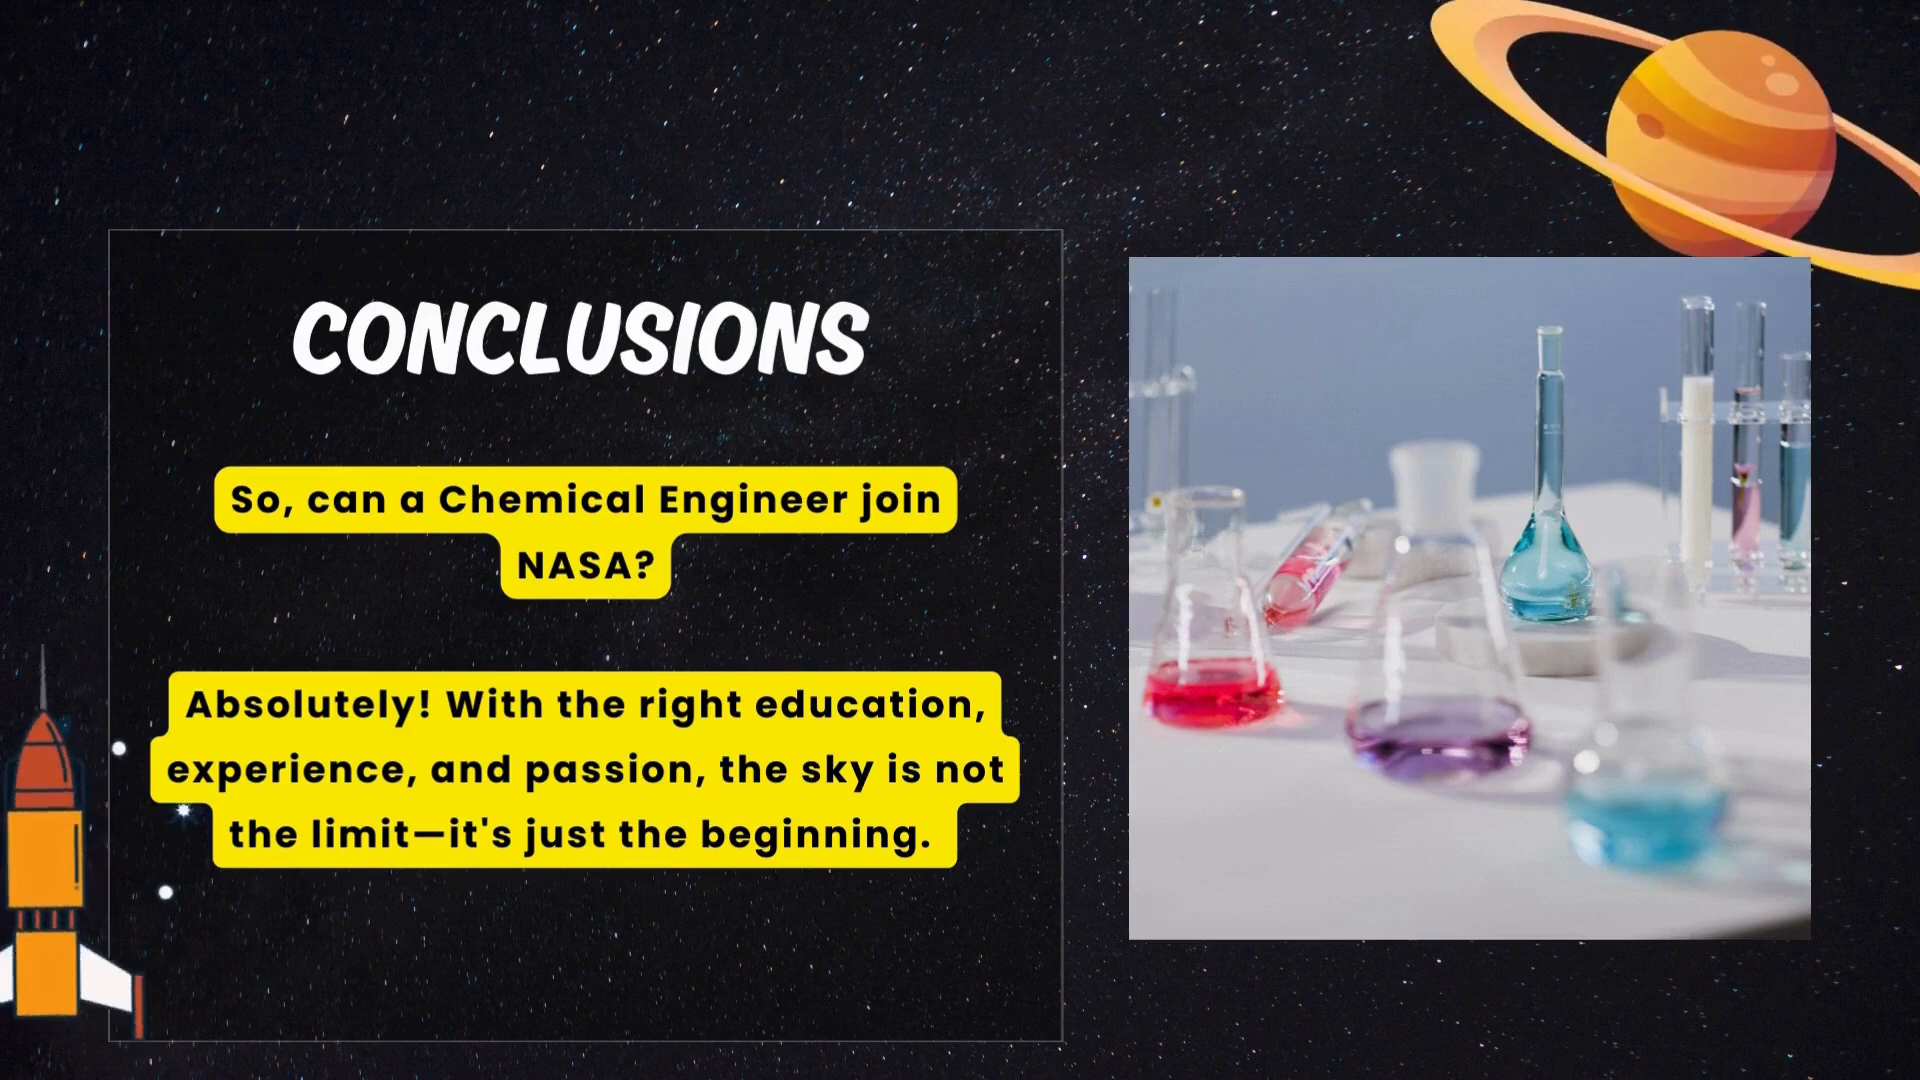 CONCLUSIONS
So, can a Chemical Engineer join
NASA?
Absolutely! With the right education,
experience, and passion, the sky is not
the limit—it's just the beginning.